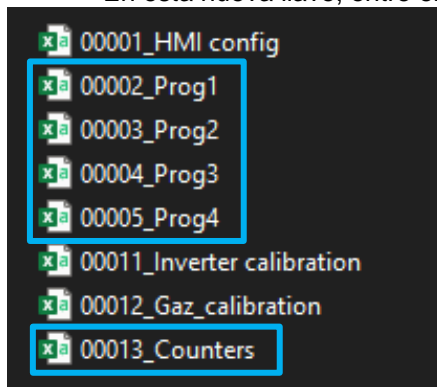 00001_HMI config
00002_Prog1
00003_Prog2
00004_Prog3
00005_Prog4
00011_Inverter calibration
00012_Gaz_calibration
00013_Counters